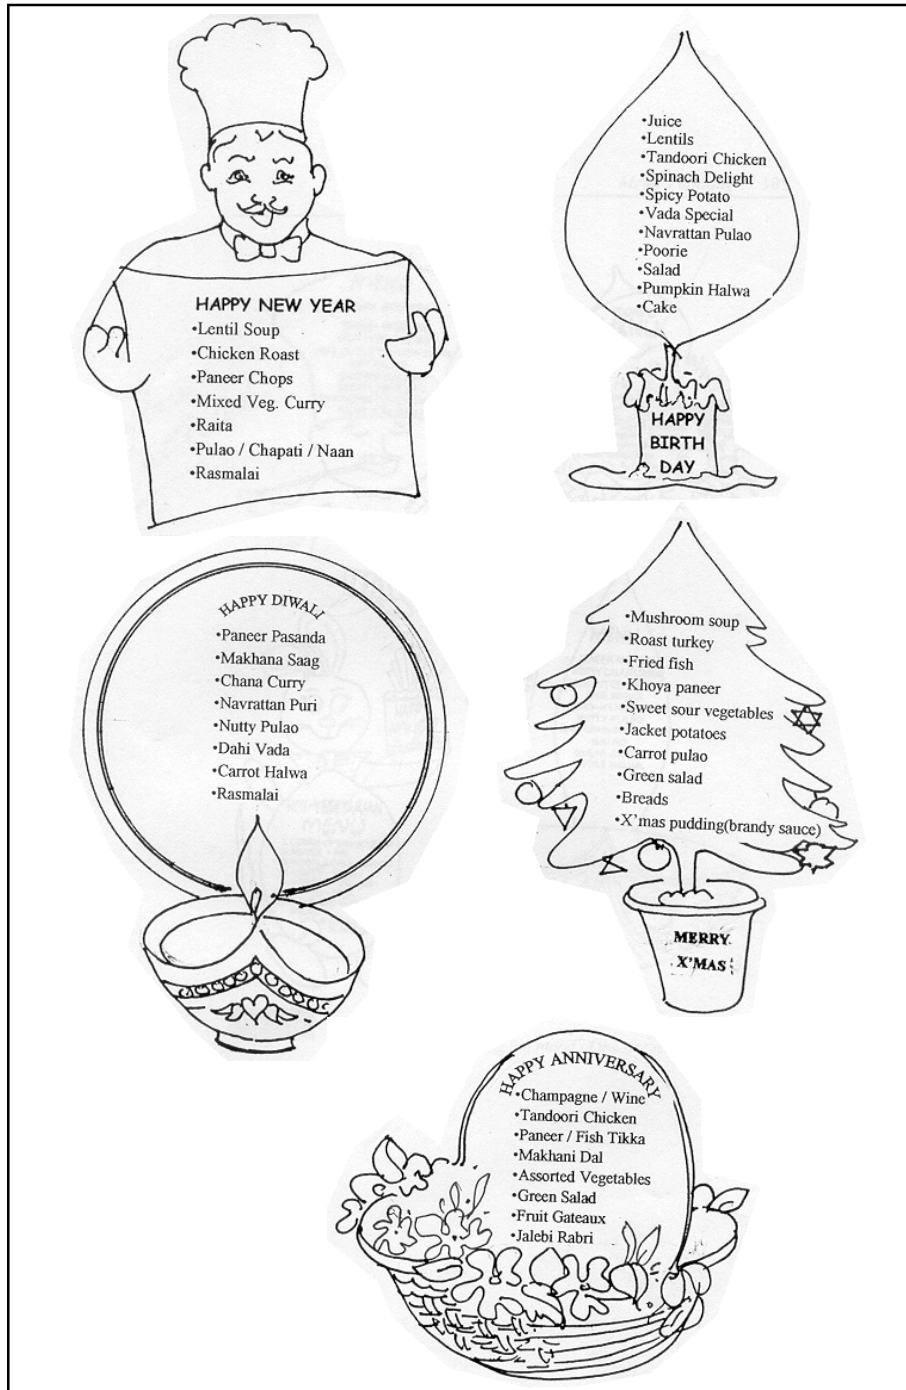 HAPPY NEW YEAR
•Lentil Soup
•Chicken Roast
•Paneer Chops
•Mixed Veg. Curry
•Raita
•Pulao / Chapati / Naan
•Rasmalai
•Juice
•Lentils
•Tandoori Chicken
•Spinach Delight
•Spicy Potato
•Vada Special
•Navrattan Pulao
•Poorie
•Salad
•Pumpkin Halwa
•Cake
HAPPY
BIRTH
DAY
HAPPY DIWALI
•Paneer Pasanda
•Makhana Saag
•Chana Curry
•Navrattan Puri
•Nutty Pulao
•Dahi Vada
•Carrot Halwa
•Rasmalai
•Mushroom soup
•Roast turkey
•Fried fish
•Khoya paneer
•Sweet sour vegetables
•Jacket potatoes
•Carrot pulao
•Green salad
•Breads
•X'mas pudding(brandy sauce)
MERRY
X'MAS
HAPPY ANNIVERSARY
•Champagne / Wine
•Tandoori Chicken
•Paneer / Fish Tikka
•Makhani Dal
•Assorted Vegetables
•Green Salad
•Fruit Gateaux
•Jalebi Rabri